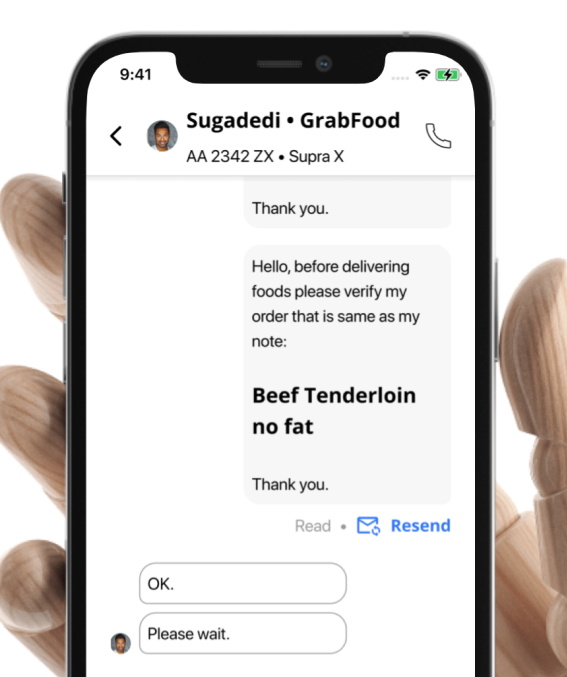 9:41
Sugadedi • GrabFood
AA 2342 ZX • Supra X
Thank you.
Hello, before delivering
foods please verify my
order that is same as my
note:
Beef Tenderloin
no fat
Thank you.
Read • Resend
OK.
Please wait.